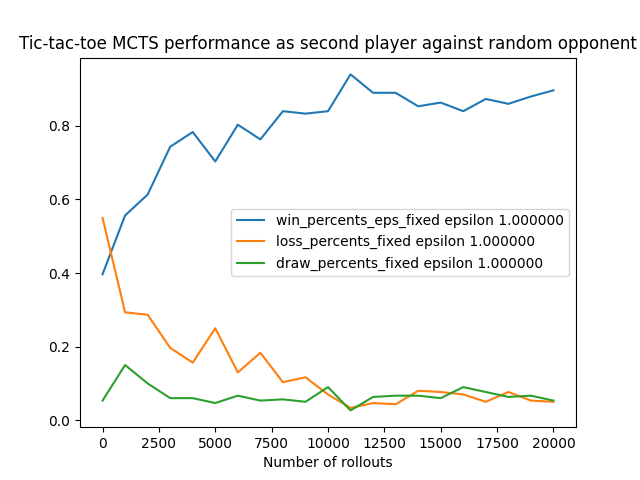 Tic-tac-toe MCTS performance as second player against random opponent
0.8
0.6
0.4
0.2
0.0
win_percents_eps_fixed epsilon 1.000000
loss_percents_fixed epsilon 1.000000
draw_percents_fixed epsilon 1.000000
0 2500 5000 7500 10000 12500 15000 17500 20000
Number of rollouts